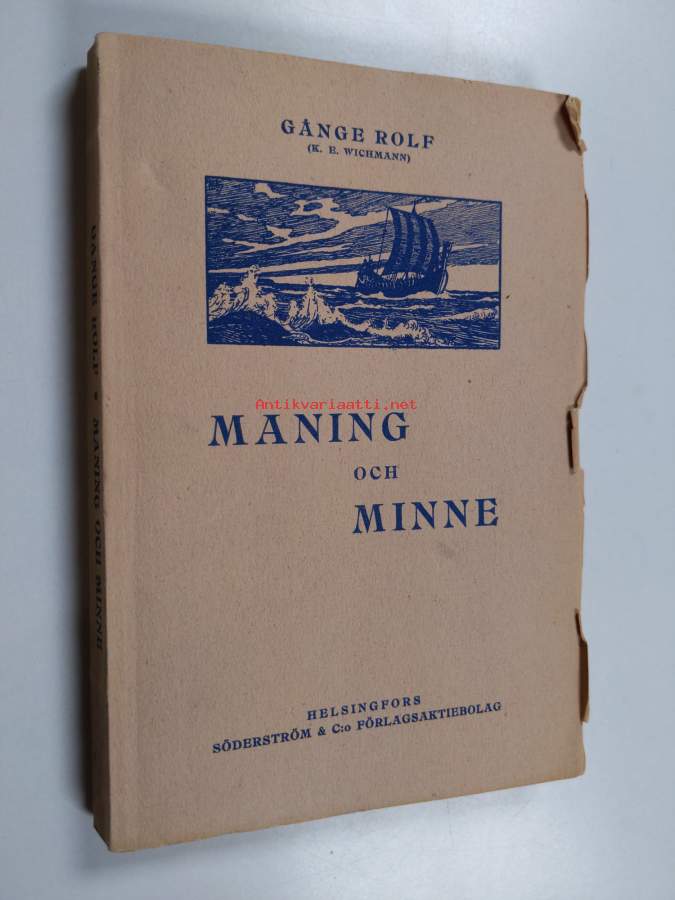 GÅNGE ROLF
(K. E. WICHMANN)
Antikvariaatti.net
MANING
OCH
MINNE
HELSINGFORS
SÖDERSTRÖM & C:o FÖRLAGSAKTIEBOLAG
GÅNGE ROLF • MANING OCH MINNE